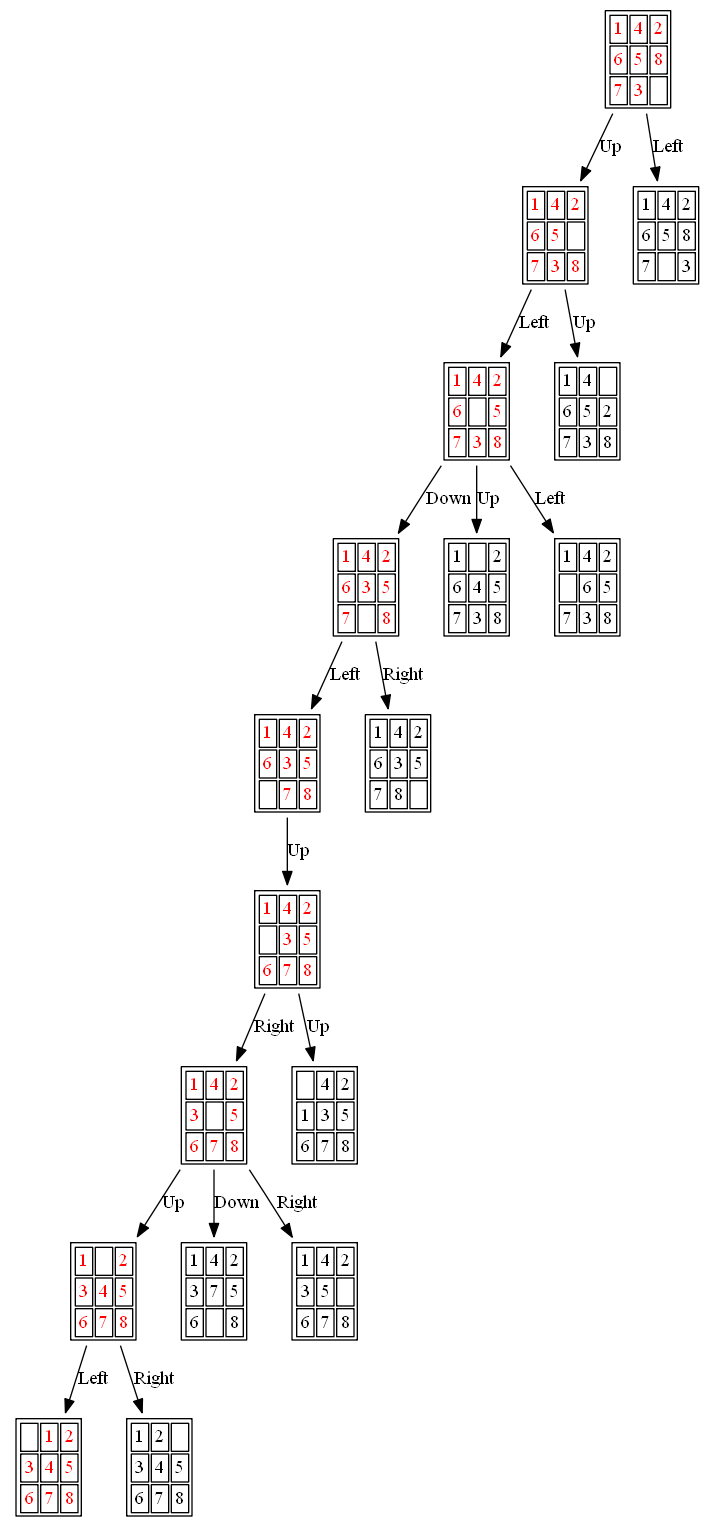 1 4 2
6 5 8
7 3
Up Left
1 4 2 1 4 2
6 5 6 5 8
7 3 8 7 3
Left Up
1 4 2 1 4
6 5 6 5 2
7 3 8 7 3 8
Down Up Left
1 4 2 1 2 1 4 2
6 3 5 6 4 5 6 5
7 8 7 3 8 7 3 8
Left Right
1 4 2 1 4 2
6 3 5 6 3 5
7 8 7 8
Up
1 4 2
3 5
6 7 8
Right Up
1 4 2 4 2
3 5 1 3 5
6 7 8 6 7 8
Up Down Right
1 2 1 4 2 1 4 2
3 4 5 3 7 5 3 5
6 7 8 6 8 6 7 8
Left Right
1 2 1 2
3 4 5 3 4 5
6 7 8 6 7 8